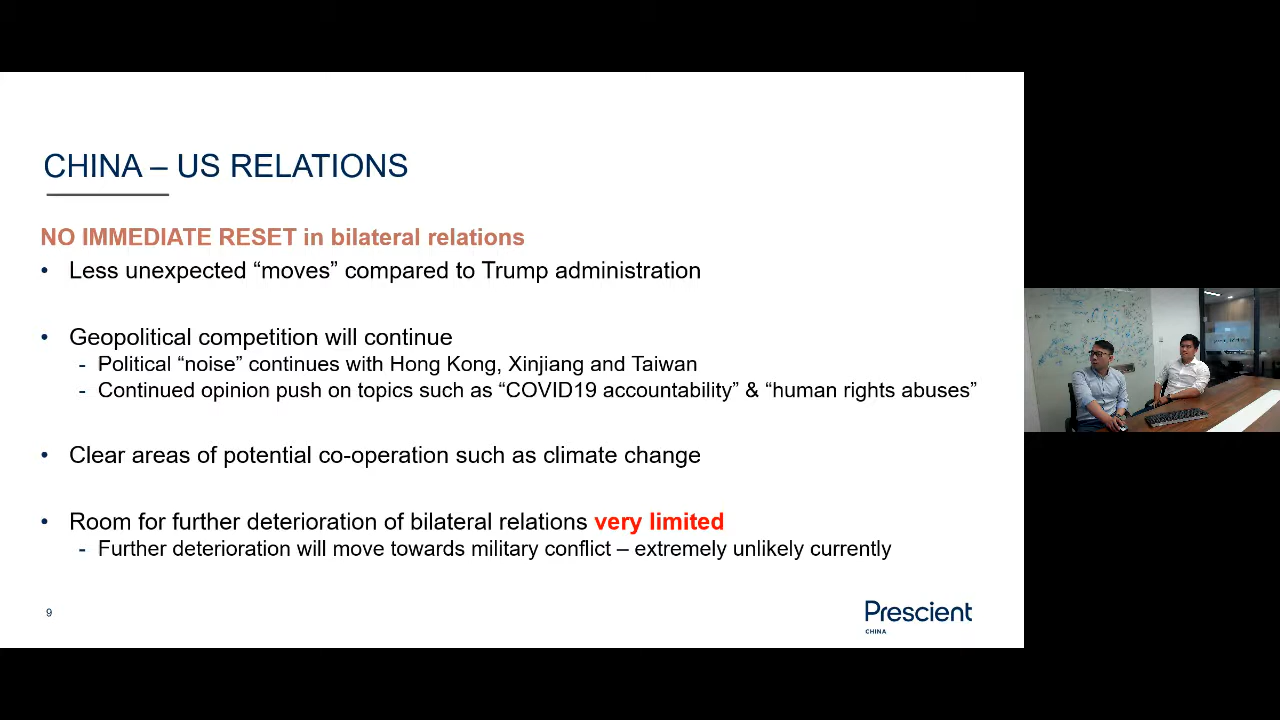 CHINA – US RELATIONS
NO IMMEDIATE RESET in bilateral relations
• Less unexpected “moves” compared to Trump administration
• Geopolitical competition will continue
- Political “noise” continues with Hong Kong, Xinjiang and Taiwan
- Continued opinion push on topics such as “COVID19 accountability” & “human rights abuses”
• Clear areas of potential co-operation such as climate change
• Room for further deterioration of bilateral relations very limited
- Further deterioration will move towards military conflict – extremely unlikely currently
9
Prescient
CHINA